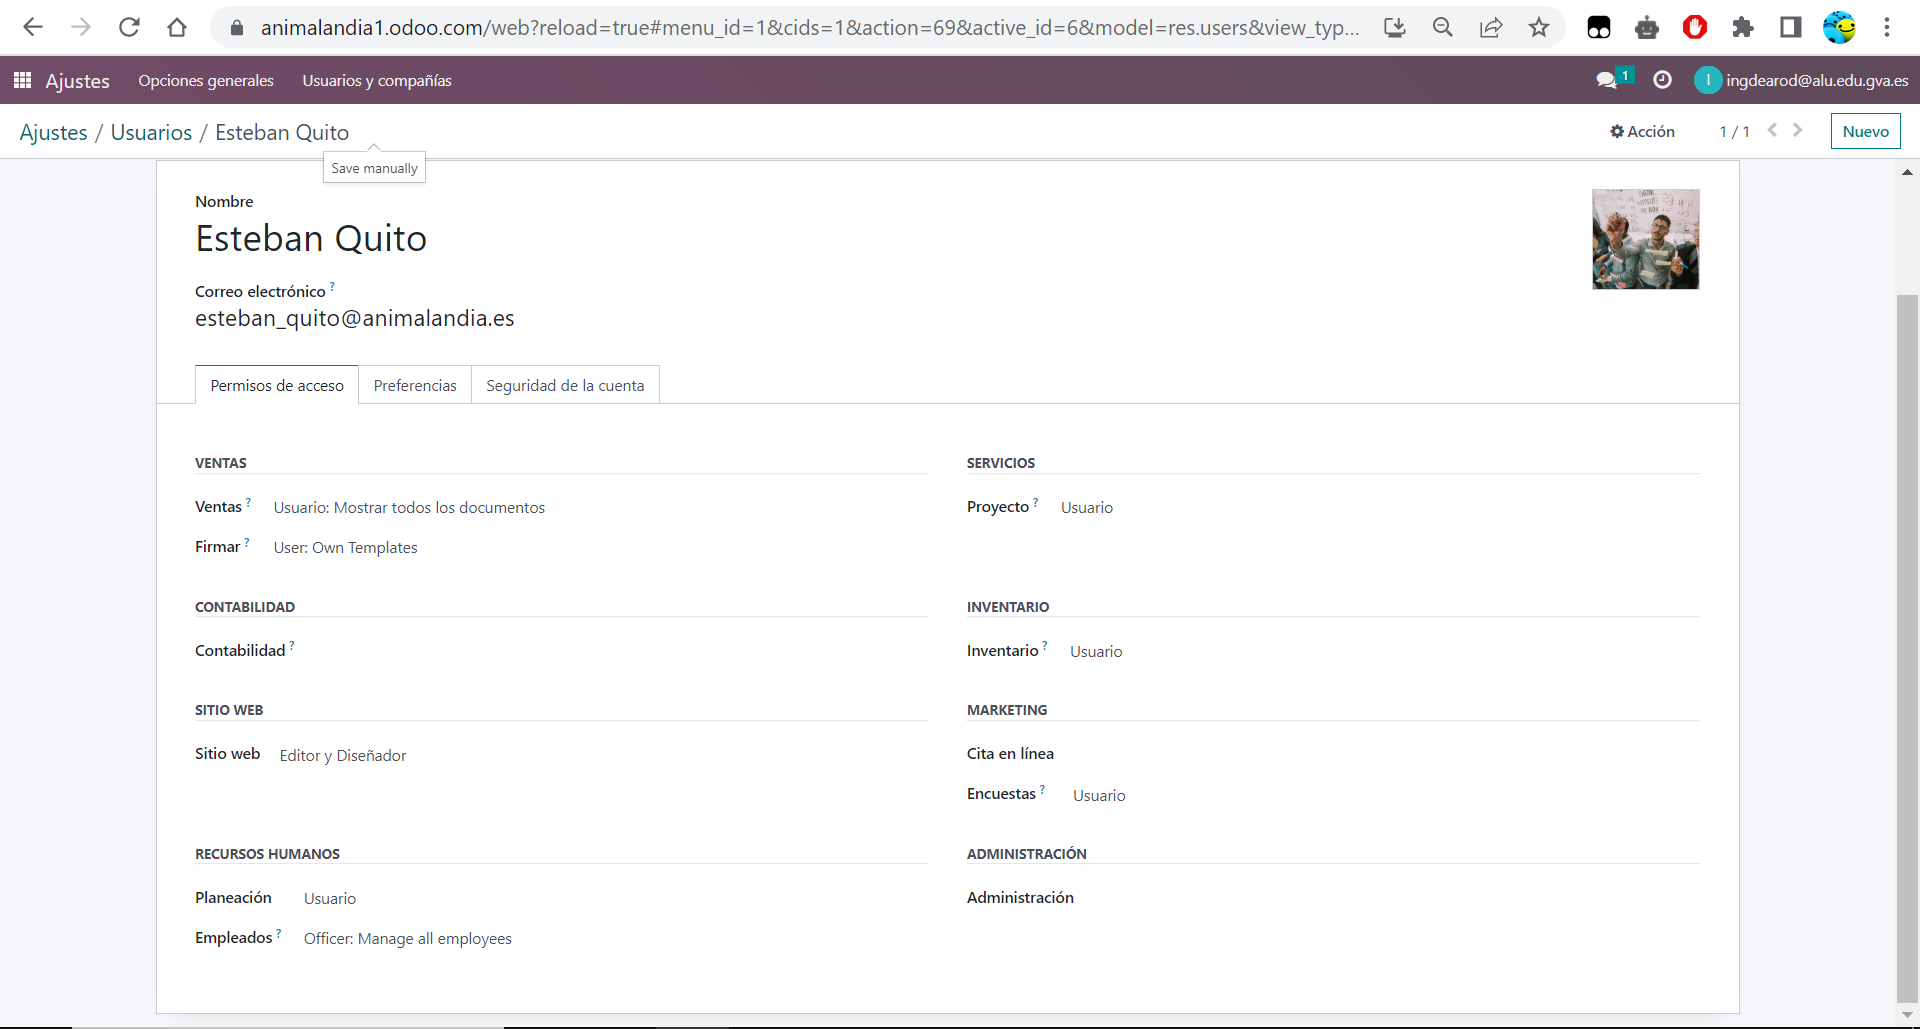 animalandia1.odoo.com/web?reload=true#menu_id=1&cids=1&action=69&active_id=6&model=res.users&view_typ...
Ajustes
Opciones generales
Usuarios y compañías
1
I
ingdearod@alu.edu.gva.es
Ajustes / Usuarios / Esteban Quito
Acción
1 / 1
Nuevo
Save manually
Nombre
Esteban Quito
Correo electrónico ?
esteban_quito@animalandia.es
Permisos de acceso
Preferencias
Seguridad de la cuenta
VENTAS
Ventas ? Usuario: Mostrar todos los documentos
Firmar ? User: Own Templates
SERVICIOS
Proyecto ? Usuario
CONTABILIDAD
Contabilidad ?
INVENTARIO
Inventario ? Usuario
SITIO WEB
Sitio web Editor y Diseñador
MARKETING
Cita en línea
Encuestas ? Usuario
RECURSOS HUMANOS
Planeación Usuario
Empleados ? Officer: Manage all employees
ADMINISTRACIÓN
Administración